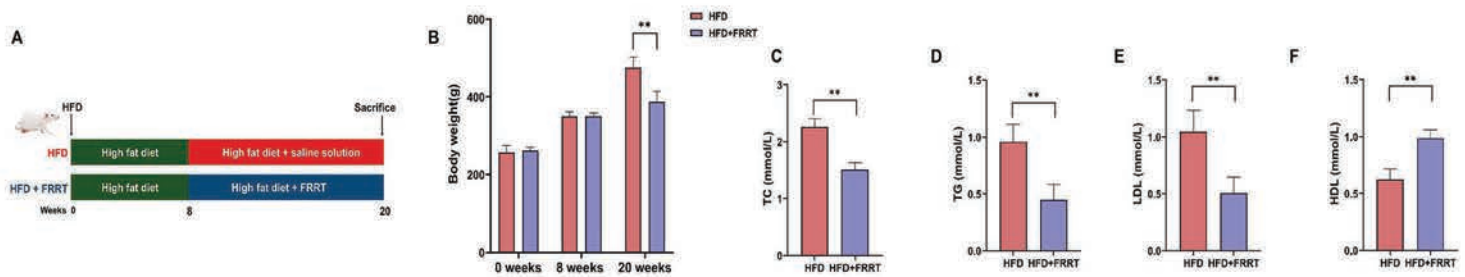 A
HFD
Sacrifice
HFD
High fat diet
High fat diet + saline solution
HFD + FRRT
High fat diet
High fat diet + FRRT
Weeks
0
8
20
B
Body weight(g)
600
400
200
0
**
0 weeks
8 weeks
20 weeks
HFD
HFD+FRRT
C
TC (mmol/L)
3
2
1
0
**
HFD
HFD+FRRT
D
TG (mmol/L)
1.5
1.0
0.5
0.0
**
HFD
HFD+FRRT
E
LDL (mmol/L)
1.5
1.0
0.5
0.0
**
HFD
HFD+FRRT
F
HDL (mmol/L)
1.5
1.0
0.5
0.0
**
HFD
HFD+FRRT